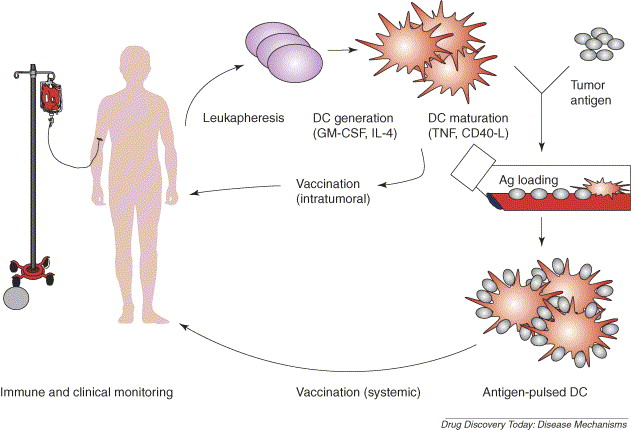 Leukapheresis
DC generation
(GM-CSF, IL-4)
DC maturation
(TNF, CD40-L)
Tumor
antigen
Ag loading
Vaccination
(intratumoral)
Immune and clinical monitoring
Vaccination (systemic)
Antigen-pulsed DC
Drug Discovery Today: Disease Mechanisms